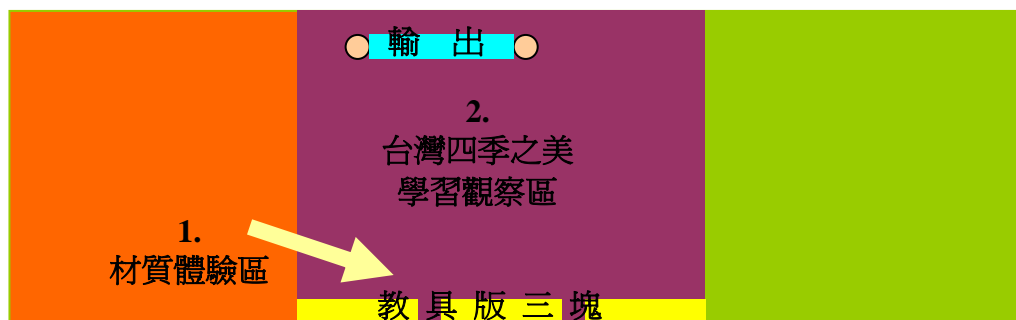 輸 出
2.
台灣四季之美
學習觀察區
1.
材質體驗區
教 具 版 三 塊